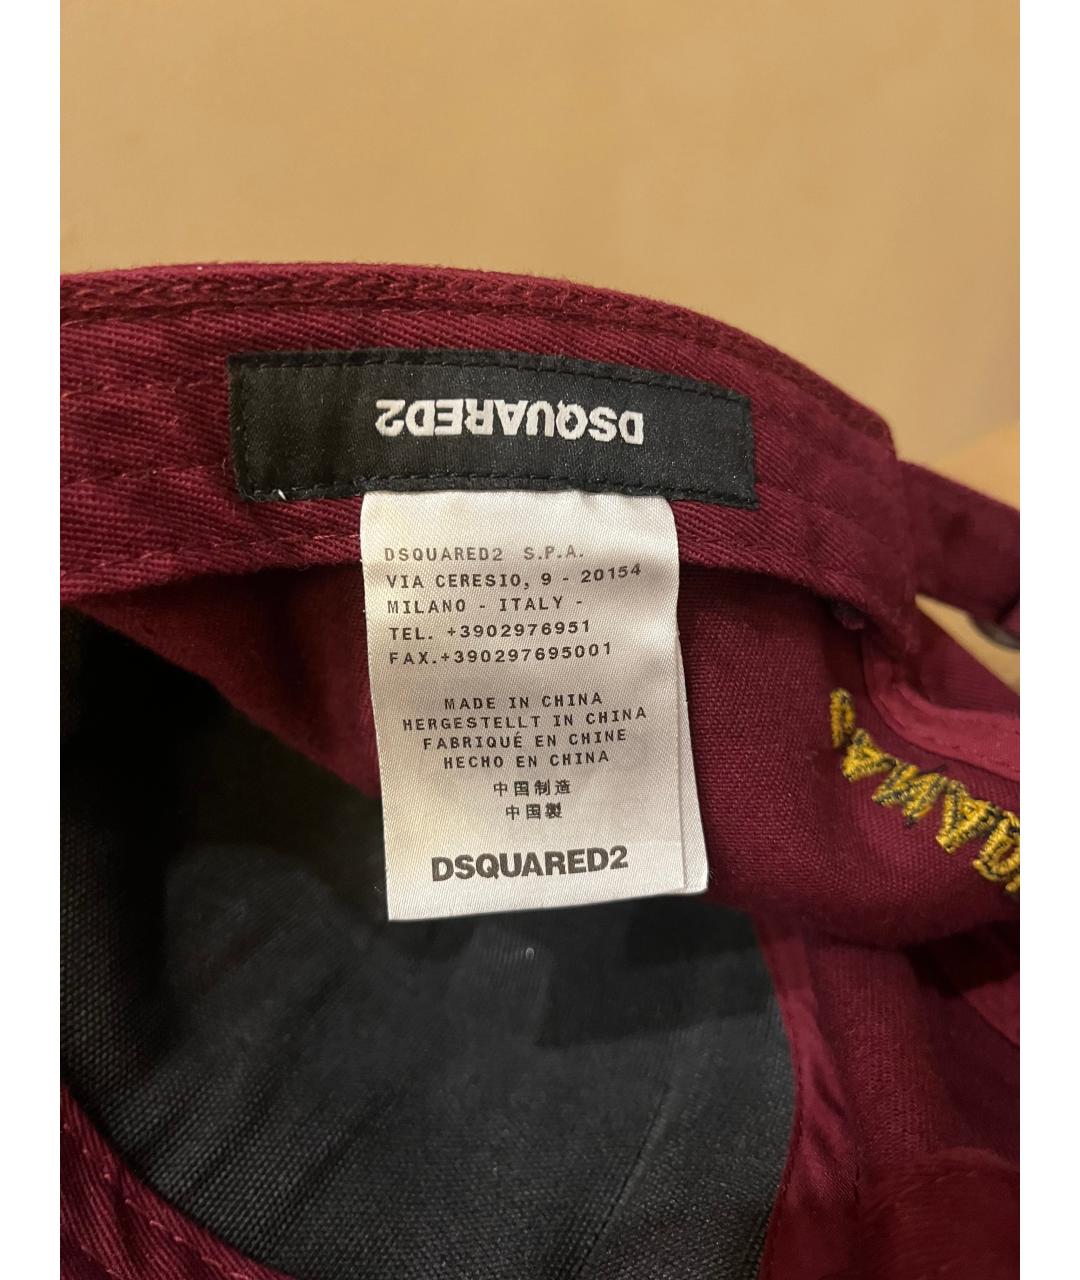 DSQUARED2
DSQUARED2 S.P.A.
VIA CERESIO, 9 - 20154
MILANO - ITALY -
TEL. +3902976951
FAX.+390297695001
MADE IN CHINA
HERGESTELLT IN CHINA
FABRIQUÉ EN CHINE
HECHO EN CHINA
中国制造
中国製
DSQUARED2